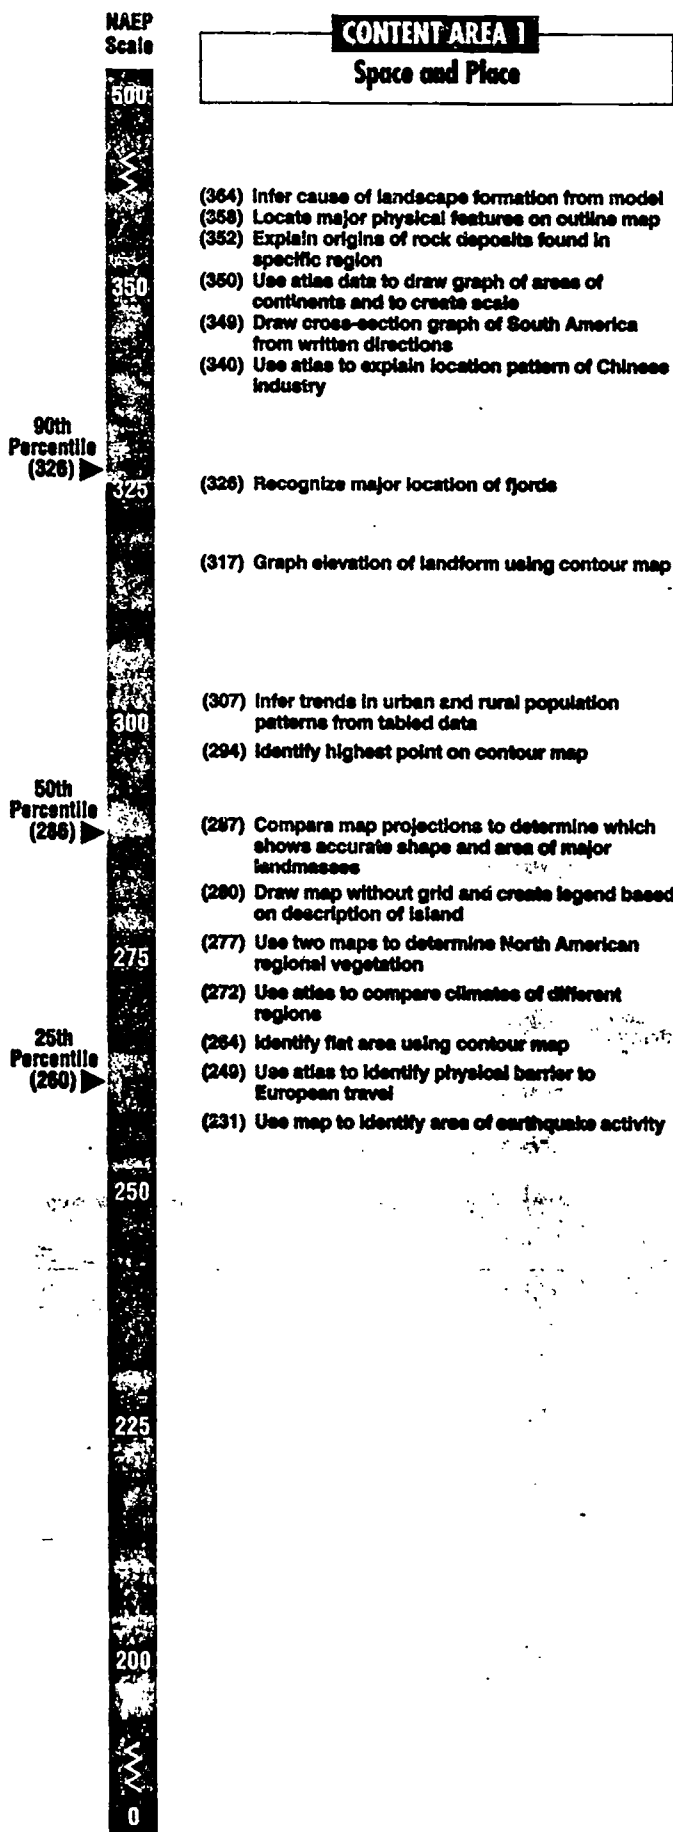 NAEP
Scale
CONTENT AREA 1
Space and Place
500
(364) Infer cause of landscape formation from model
(358) Locate major physical features on outline map
(352) Explain origins of rock deposits found in
specific region
350
(350) Use atlas data to draw graph of areas of
continents and to create scale
(349) Draw cross-section graph of South America
from written directions
(340) Use atlas to explain location pattern of Chinese
industry
90th
Percentile
(326)
325
(326) Recognize major location of fjords
(317) Graph elevation of landform using contour map
(307) Infer trends in urban and rural population
patterns from tabled data
300
(294) Identify highest point on contour map
50th
Percentile
(286)
(287) Compare map projections to determine which
shows accurate shape and area of major
landmasses
(280) Draw map without grid and create legend based
on description of island
275
(277) Use two maps to determine North American
regional vegetation
(272) Use atlas to compare climates of different
regions
25th
Percentile
(260)
(264) Identify flat area using contour map
(249) Use atlas to identify physical barrier to
European travel
(231) Use map to identify area of earthquake activity
250
225
200
0